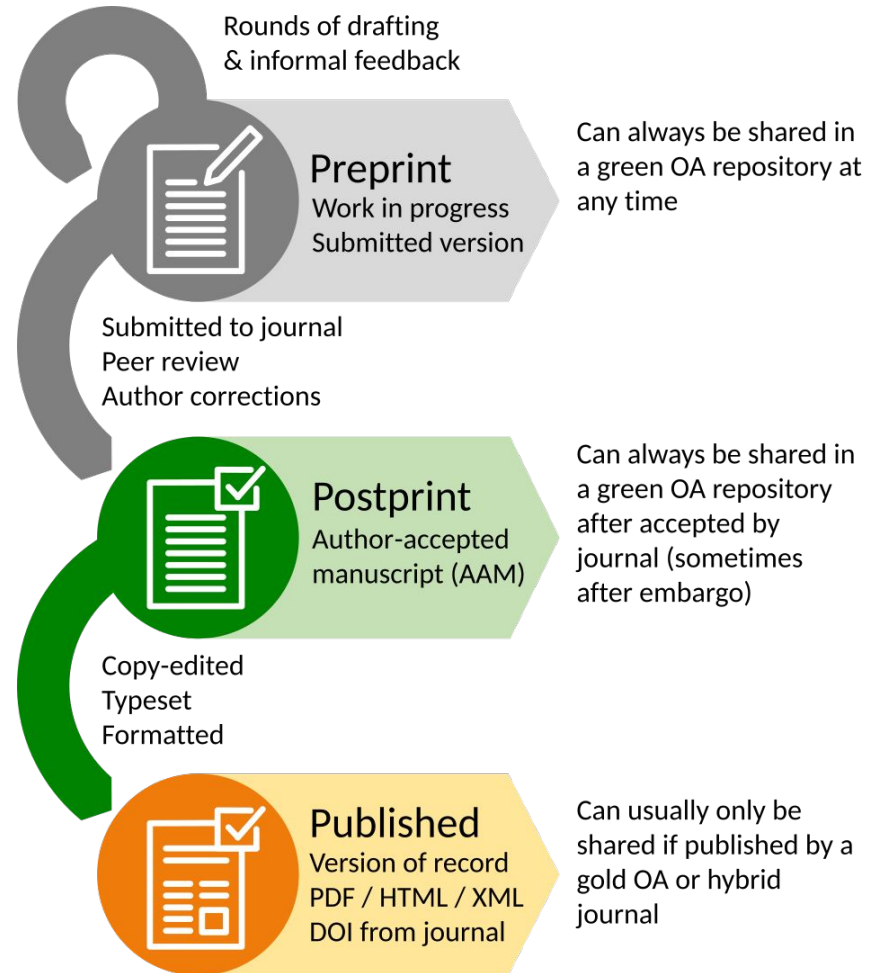 Rounds of drafting
& informal feedback
Preprint
Work in progress
Submitted version
Can always be shared in
a green OA repository at
any time
Submitted to journal
Peer review
Author corrections
Postprint
Author-accepted
manuscript (AAM)
Can always be shared in
a green OA repository
after accepted by
journal (sometimes
after embargo)
Copy-edited
Typeset
Formatted
Published
Version of record
PDF / HTML / XML
DOI from journal
Can usually only be
shared if published by a
gold OA or hybrid
journal